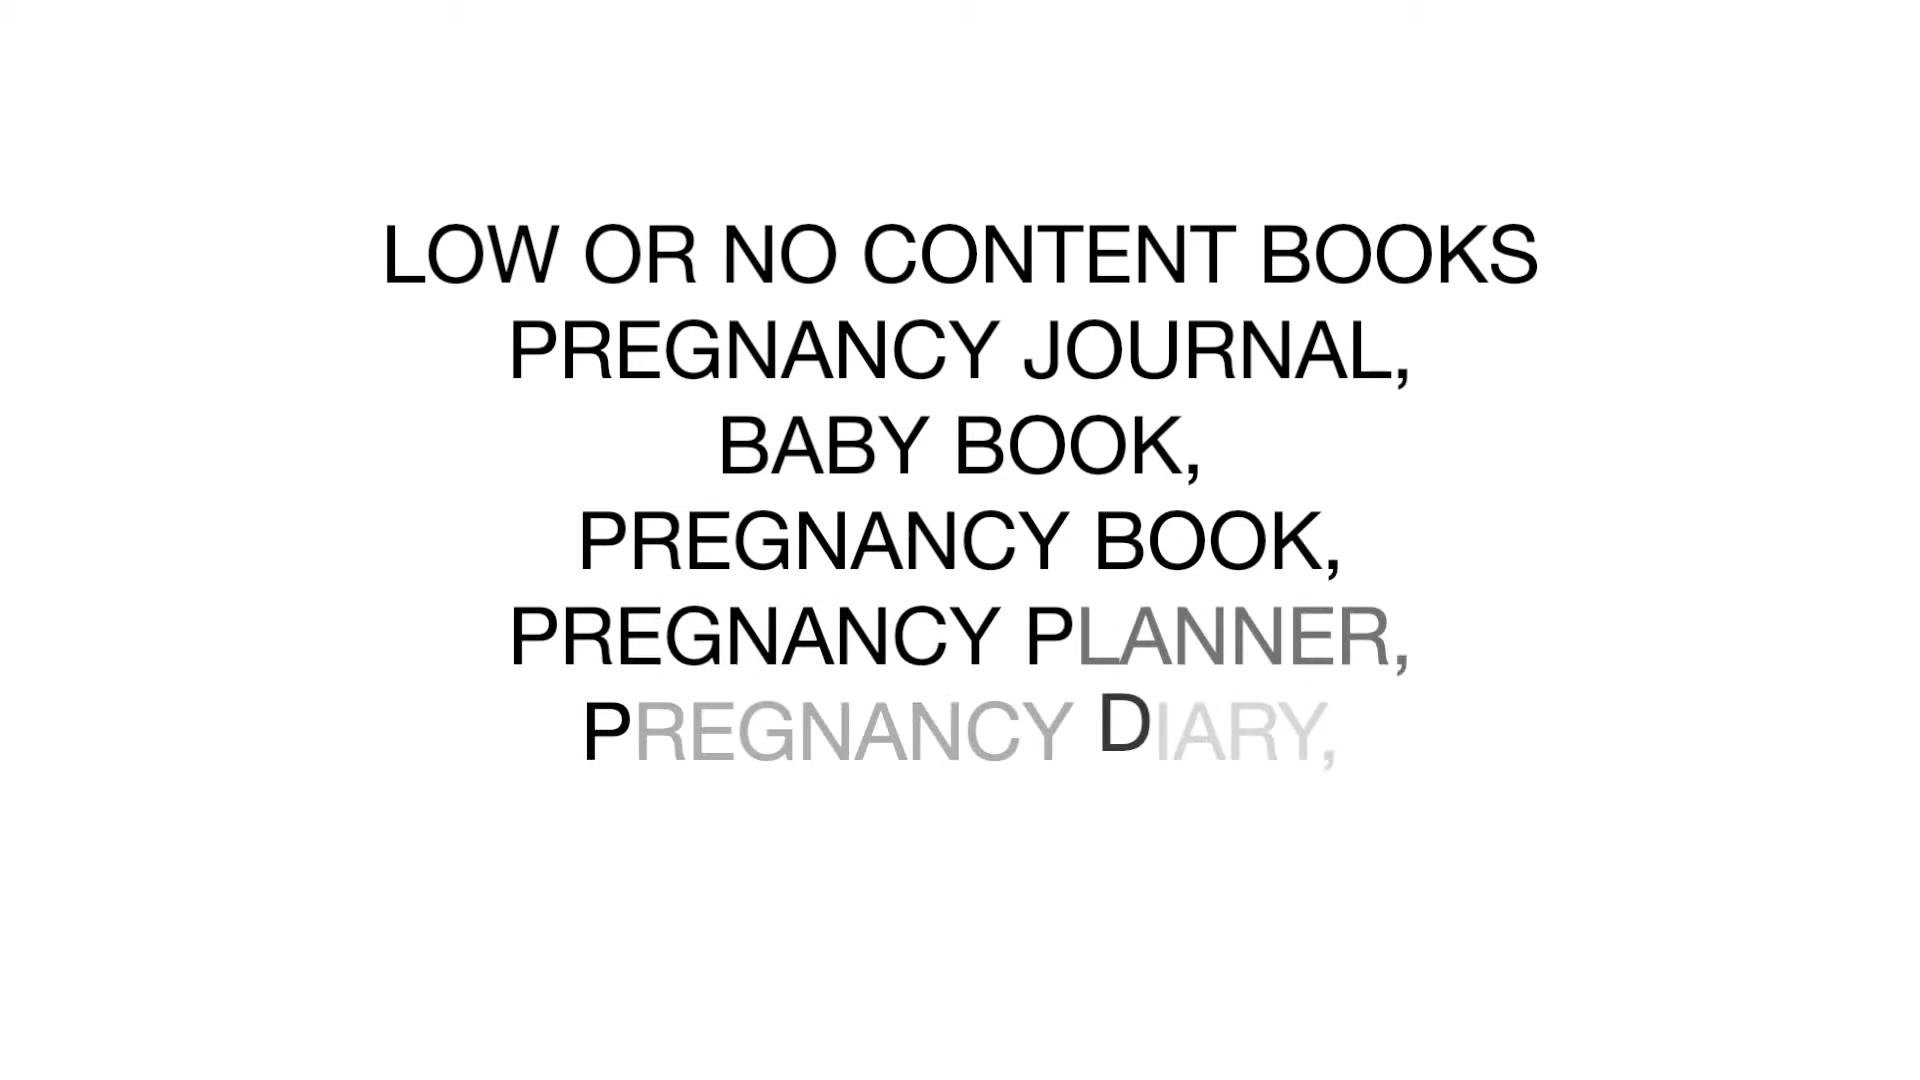 LOW OR NO CONTENT BOOKS
PREGNANCY JOURNAL,
BABY BOOK,
PREGNANCY BOOK,
PREGNANCY PLANNER,
PREGNANCY DIARY,